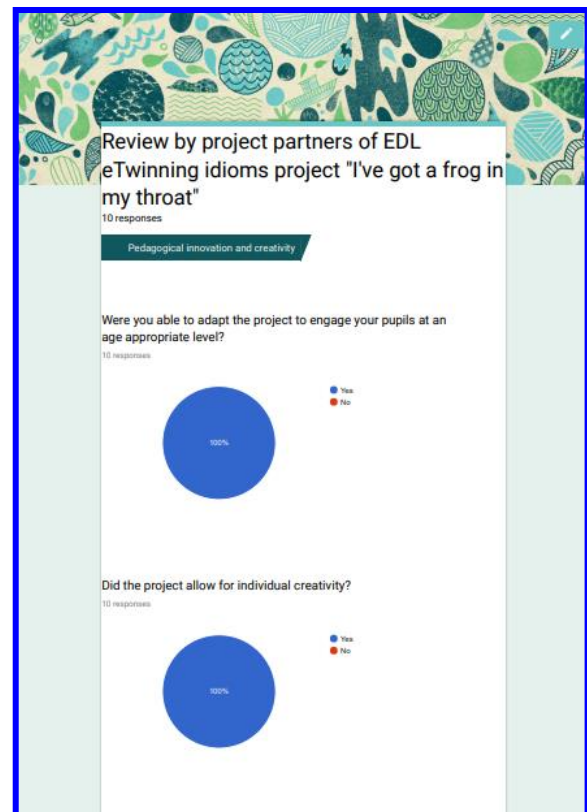 Review by project partners of EDL
eTwinning idioms project "I've got a frog in
my throat"
10 responses
Pedagogical innovation and creativity
Were you able to adapt the project to engage your pupils at an
age appropriate level?
10 responses
Yes
No
100%
Did the project allow for individual creativity?
10 responses
Yes
No
100%